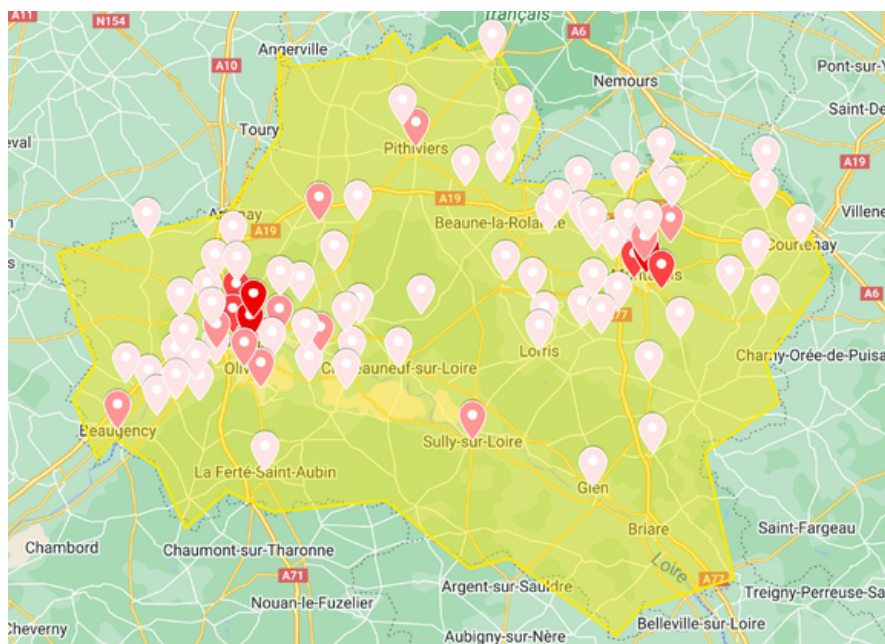 français
A11
N154
A6
Angerville
A10
Nemours
Pont-sur-Y
Saint-De
eval
Toury
Pithiviers
A19
A19
Villene
Beaune-la-Rolande
A19
Courtenay
s
A6
A77
Lorris
Charny-Orée-de-Puisa
Châteauneuf-sur-Loire
Beaugency
Sully-sur-Loire
La Ferté-Saint-Aubin
Gien
Briare
Saint-Fargeau
Chambord
Chaumont-sur-Tharonne
Loire
A71
A77
Argent-sur-Sauldre
Treigny-Perreuse-Sa
Nouan-le-Fuzelier
Belleville-sur-Loire
Cheverny
Aubigny-sur-Nère